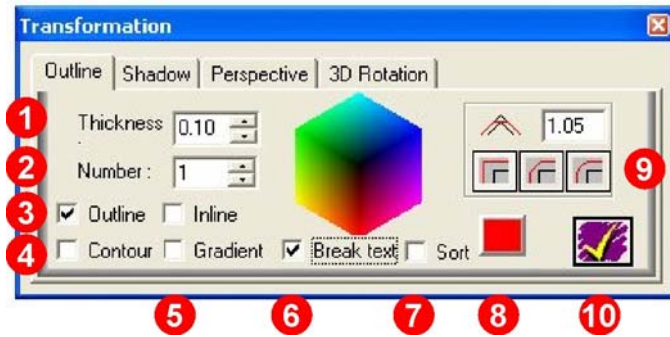 Transformation
Outline Shadow Perspective 3D Rotation
1 Thickness : 0.10 1.05
2 Number : 1 9
3 Outline Inline
4 Contour Gradient Break text Sort
5 6 7 8 10